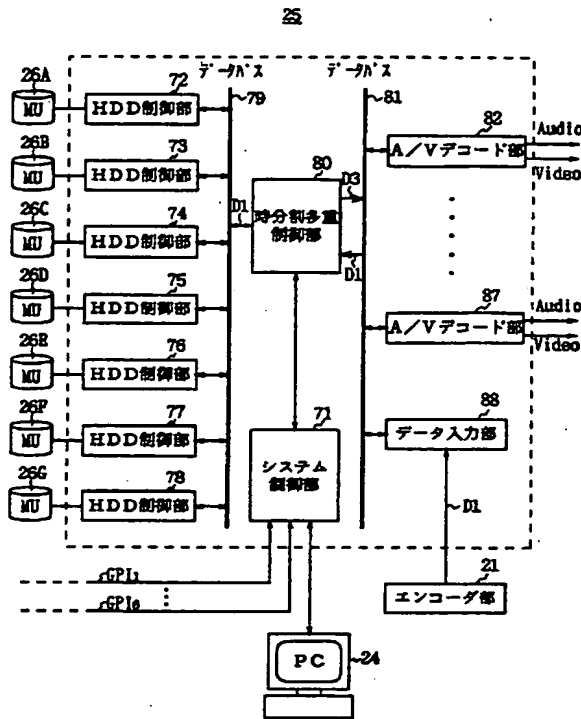 25
データバス
データバス
79
81
26A
MU
72
HDD制御部
26B
MU
73
HDD制御部
26C
MU
74
HDD制御部
26D
MU
75
HDD制御部
26E
MU
76
HDD制御部
26F
MU
77
HDD制御部
26G
MU
78
HDD制御部
D1
80
時分割多重
制御部
D3
D1
71
システム
制御部
82
A/Vデコード部
Audio
Video
87
A/Vデコード部
Audio
Video
88
データ入力部
D1
21
エンコーダ部
GPI1
GPI6
PC
24